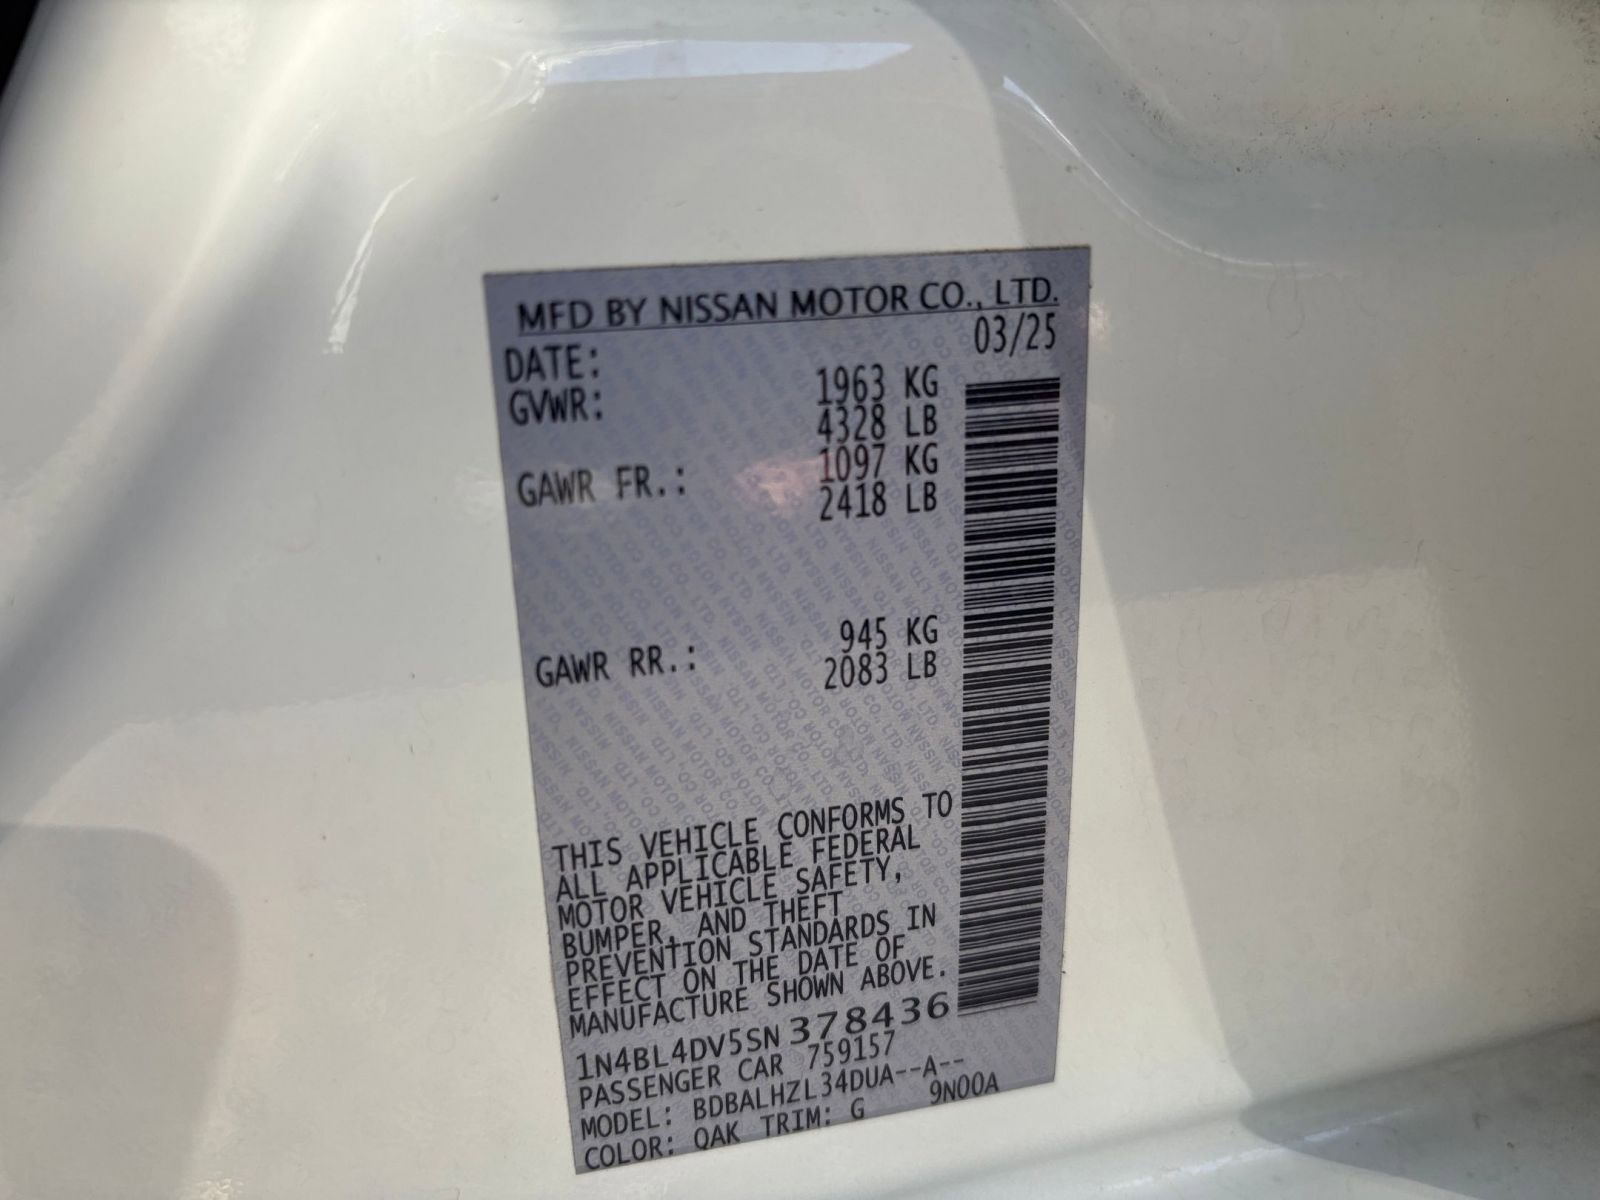 MFD BY NISSAN MOTOR CO., LTD.
DATE: 03/25
GVWR: 1963 KG
4328 LB
GAWR FR.: 1097 KG
2418 LB
GAWR RR.: 945 KG
2083 LB
THIS VEHICLE CONFORMS TO
ALL APPLICABLE FEDERAL
MOTOR VEHICLE SAFETY,
BUMPER, AND THEFT
PREVENTION STANDARDS IN
EFFECT ON THE DATE OF
MANUFACTURE SHOWN ABOVE.
1N4BL4DV5SN378436
PASSENGER CAR 759157
MODEL: BDBALHZL34DUA--A--
COLOR: QAK TRIM: G 9N00A